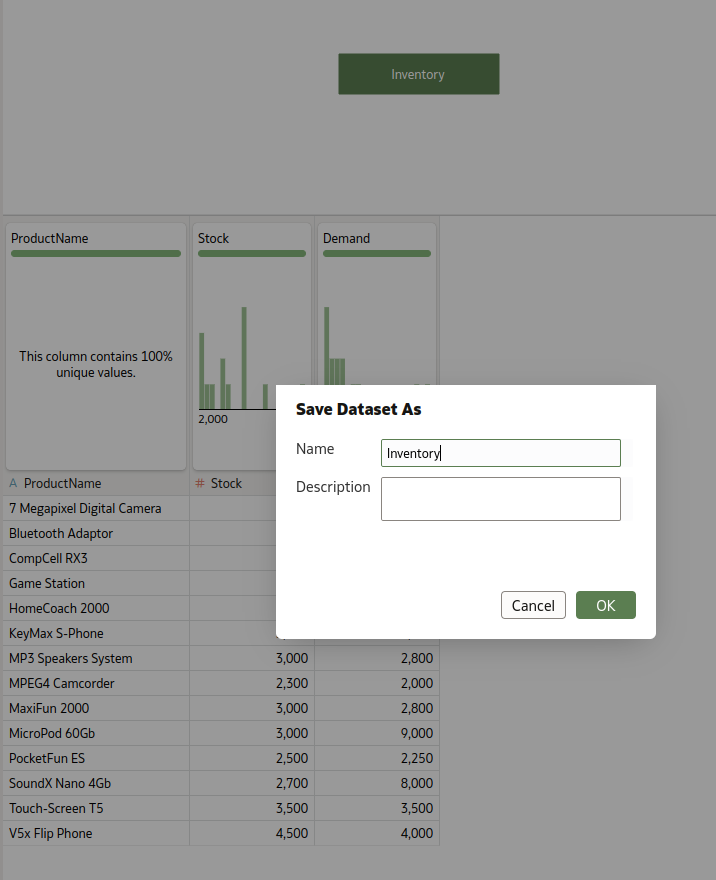 Inventory
ProductName
Stock
Demand
This column contains 100%
unique values.
2,000
Save Dataset As
Name
Inventory
Description
Cancel
OK
A ProductName
# Stock
7 Megapixel Digital Camera
Bluetooth Adaptor
CompCell RX3
Game Station
HomeCoach 2000
KeyMax S-Phone
MP3 Speakers System 3,000 2,800
MPEG4 Camcorder 2,300 2,000
MaxiFun 2000 3,000 2,800
MicroPod 60Gb 3,000 9,000
PocketFun ES 2,500 2,250
SoundX Nano 4Gb 2,700 8,000
Touch-Screen T5 3,500 3,500
V5x Flip Phone 4,500 4,000